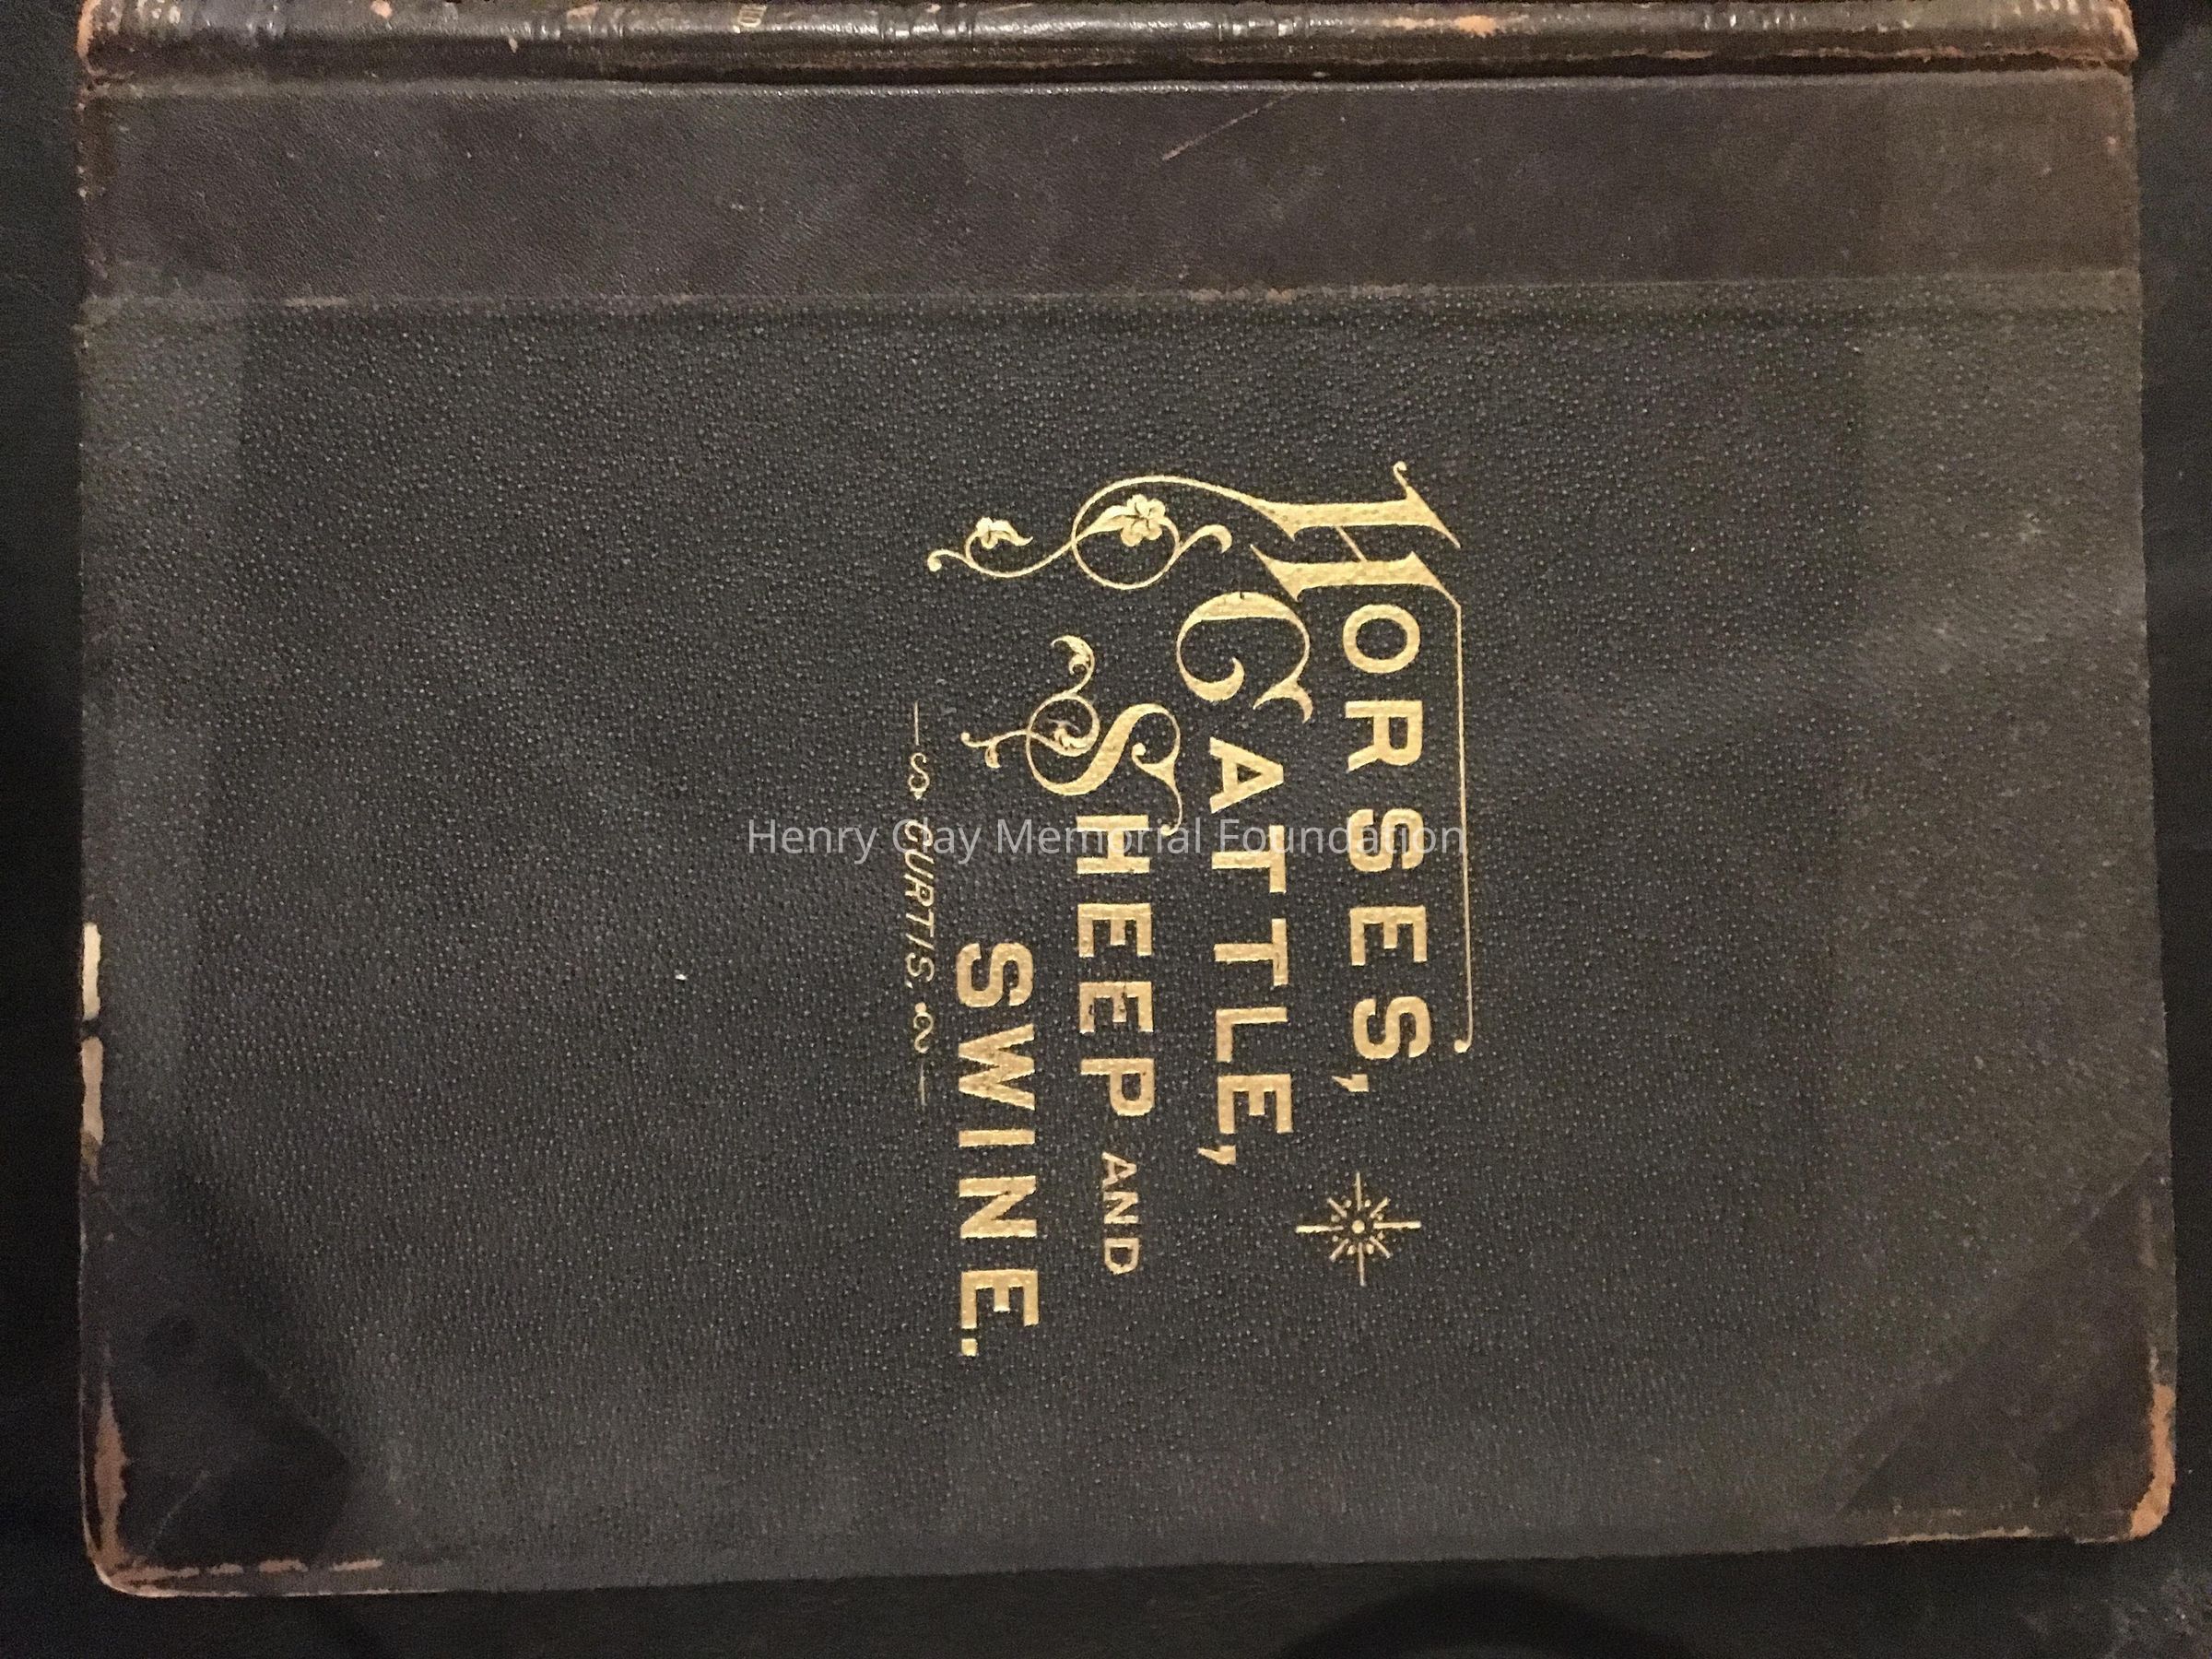 HORSES,
CATTLE,
SHEEP AND
SWINE.
CURTIS.
Henry Clay Memorial Foundation